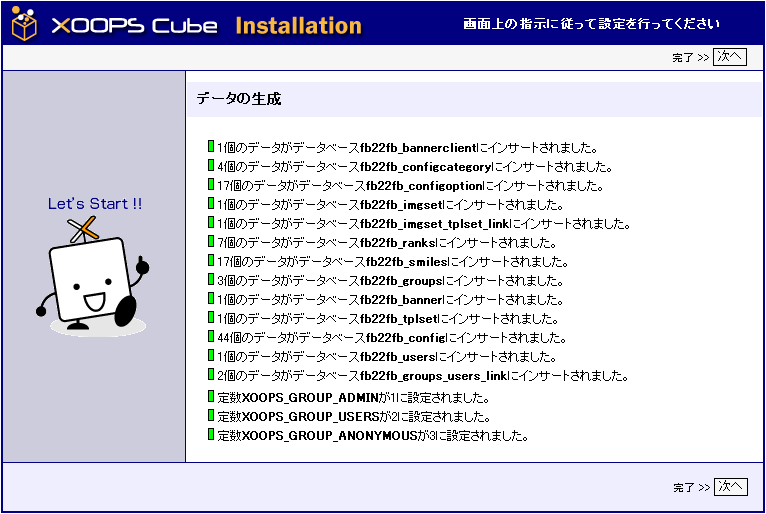 XOOPS Cube Installation 画面上の指示に従って設定を行ってください
完了 >> 次へ
データの生成
1個のデータがデータベースfb22fb_bannerclientにインサートされました。
4個のデータがデータベースfb22fb_configcategoryにインサートされました。
17個のデータがデータベースfb22fb_configoptionにインサートされました。
1個のデータがデータベースfb22fb_imgsetにインサートされました。
1個のデータがデータベースfb22fb_imgset_tplset_linkにインサートされました。
7個のデータがデータベースfb22fb_ranksにインサートされました。
17個のデータがデータベースfb22fb_smilesにインサートされました。
3個のデータがデータベースfb22fb_groupsにインサートされました。
1個のデータがデータベースfb22fb_bannerにインサートされました。
1個のデータがデータベースfb22fb_tplsetにインサートされました。
44個のデータがデータベースfb22fb_configにインサートされました。
1個のデータがデータベースfb22fb_usersにインサートされました。
2個のデータがデータベースfb22fb_groups_users_linkにインサートされました。
定数XOOPS_GROUP_ADMINが1に設定されました。
定数XOOPS_GROUP_USERSが2に設定されました。
定数XOOPS_GROUP_ANONYMOUSが3に設定されました。
Let's Start !!
完了 >> 次へ